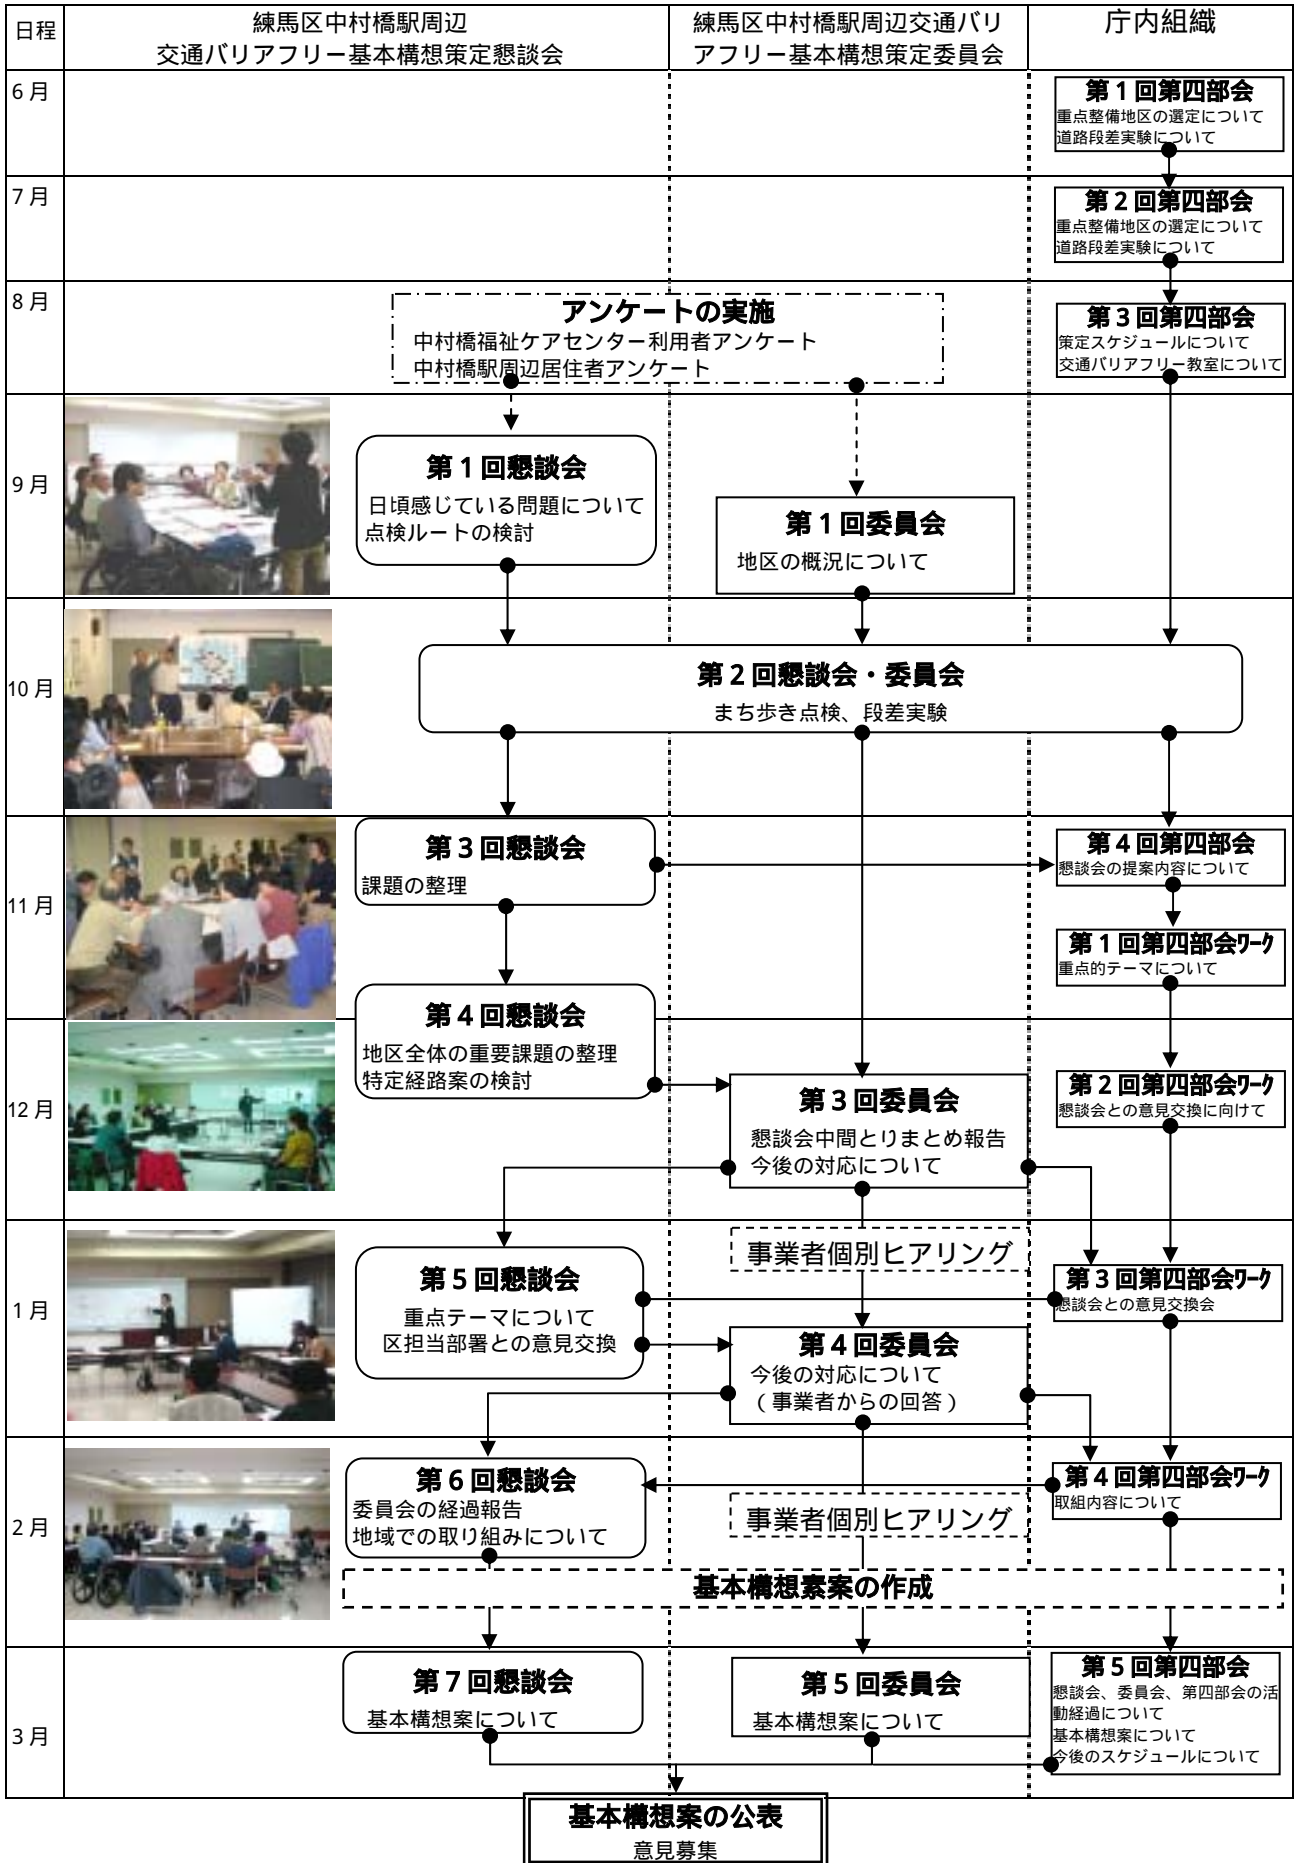 日程
練馬区中村橋駅周辺
交通バリアフリー基本構想策定懇談会
練馬区中村橋駅周辺交通バリ
アフリー基本構想策定委員会
庁内組織
6月
第1回第四部会
重点整備地区の選定について
道路段差実験について
7月
第2回第四部会
重点整備地区の選定について
道路段差実験について
8月
アンケートの実施
中村橋福祉ケアセンター利用者アンケート
中村橋駅周辺居住者アンケート
第3回第四部会
策定スケジュールについて
交通バリアフリー教室について
9月
第1回懇談会
日頃感じている問題について
点検ルートの検討
第1回委員会
地区の概況について
10月
第2回懇談会・委員会
まち歩き点検、段差実験
11月
第3回懇談会
課題の整理
第4回第四部会
懇談会の提案内容について
第1回第四部会ﾜｰｸ
重点的テーマについて
第4回懇談会
地区全体の重要課題の整理
特定経路案の検討
12月
第3回委員会
懇談会中間とりまとめ報告
今後の対応について
第2回第四部会ﾜｰｸ
懇談会との意見交換に向けて
1月
第5回懇談会
重点テーマについて
区担当部署との意見交換
事業者個別ヒアリング
第4回委員会
今後の対応について
（事業者からの回答）
第3回第四部会ﾜｰｸ
懇談会との意見交換会
2月
第6回懇談会
委員会の経過報告
地域での取り組みについて
事業者個別ヒアリング
第4回第四部会ﾜｰｸ
取組内容について
基本構想素案の作成
3月
第7回懇談会
基本構想案について
第5回委員会
基本構想案について
第5回第四部会
懇談会、委員会、第四部会の活
動経過について
基本構想案について
今後のスケジュールについて
基本構想案の公表
意見募集